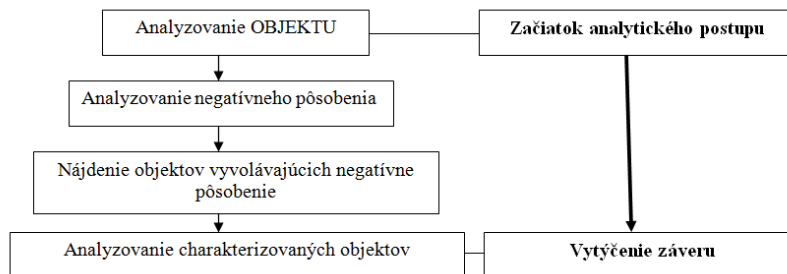 Analyzovanie OBJEKTU
Začiatok analytického postupu
Analyzovanie negatívneho pôsobenia
Nájdenie objektov vyvolávajúcich negatívne
pôsobenie
Analyzovanie charakterizovaných objektov
Vytýčenie záveru